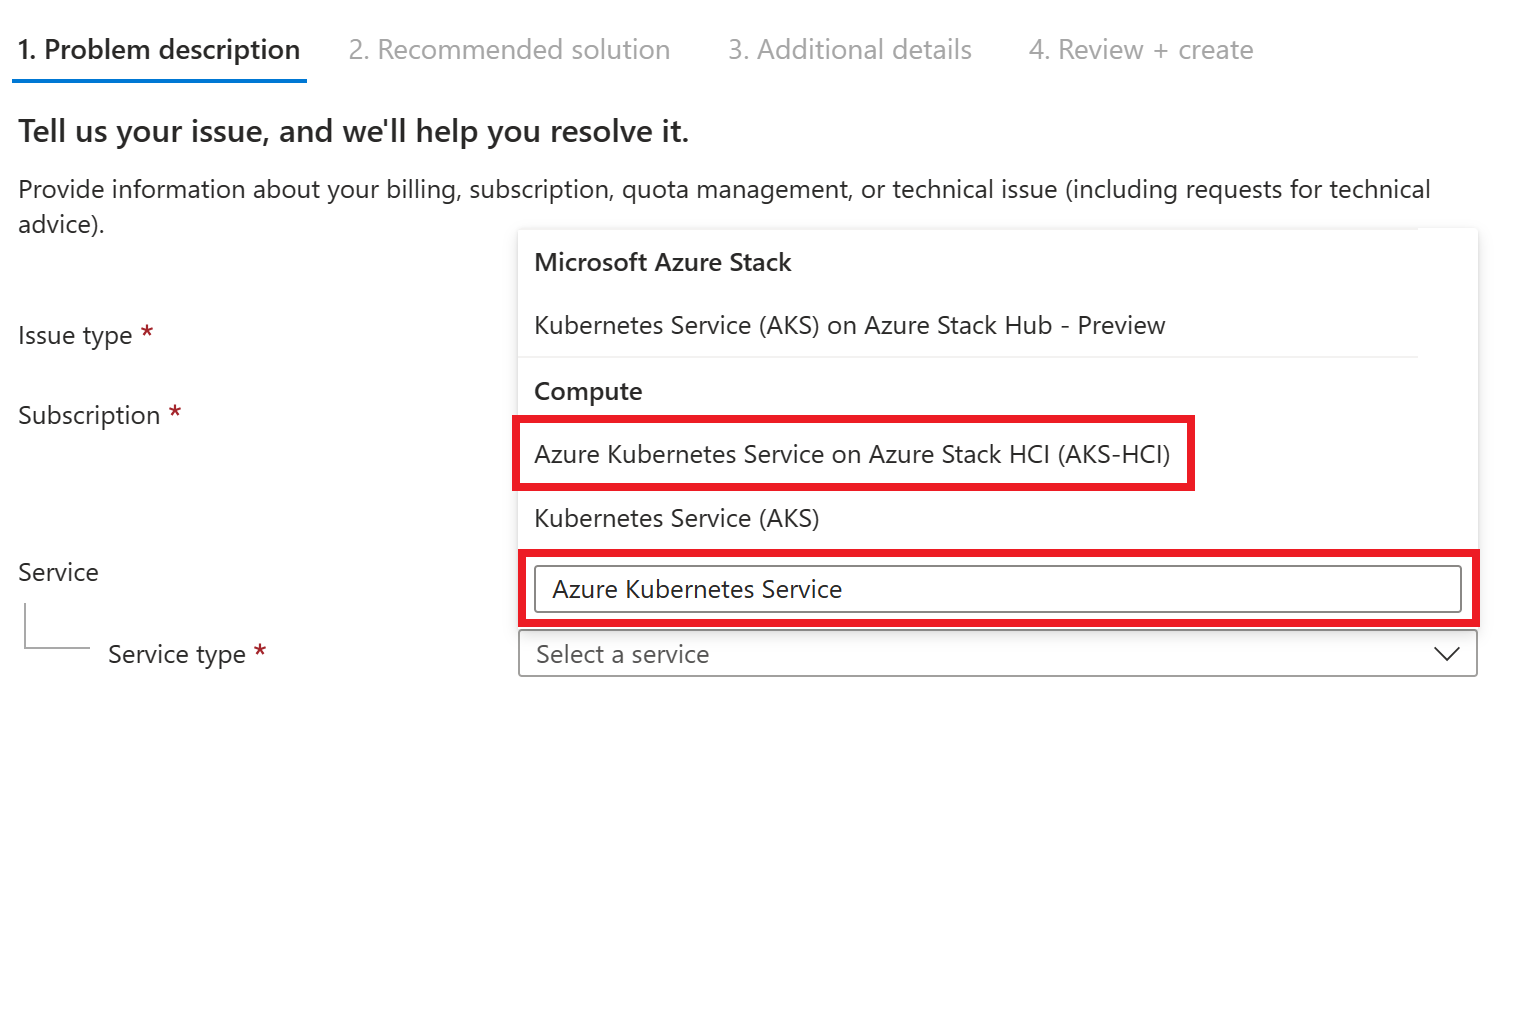 1. Problem description
2. Recommended solution
3. Additional details
4. Review + create
Tell us your issue, and we'll help you resolve it.
Provide information about your billing, subscription, quota management, or technical issue (including requests for technical
advice).
Microsoft Azure Stack
Kubernetes Service (AKS) on Azure Stack Hub - Preview
Issue type *
Compute
Subscription *
Azure Kubernetes Service on Azure Stack HCI (AKS-HCI)
Kubernetes Service (AKS)
Service
Azure Kubernetes Service
Service type *
Select a service